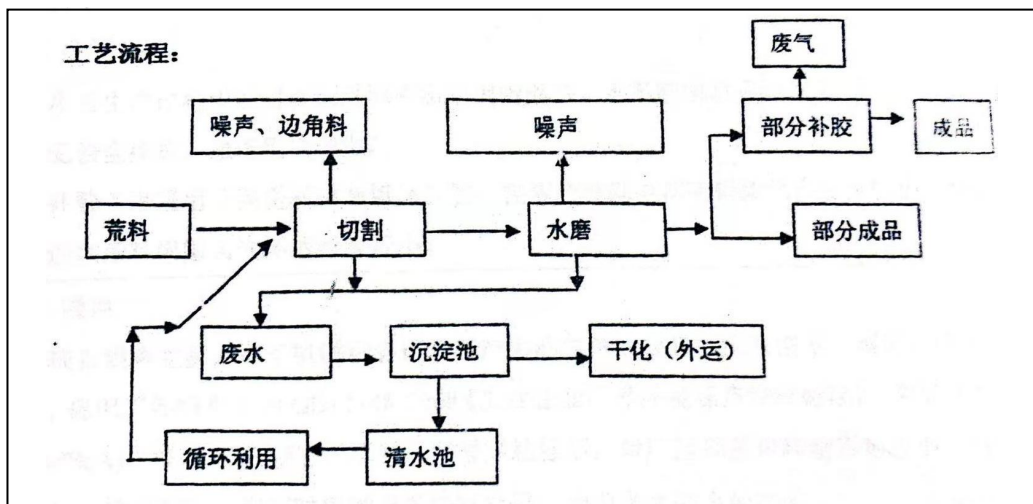 工艺流程：
废气
噪声、边角料
噪声
部分补胶
成品
荒料
切割
水磨
部分成品
废水
沉淀池
干化（外运）
循环利用
清水池